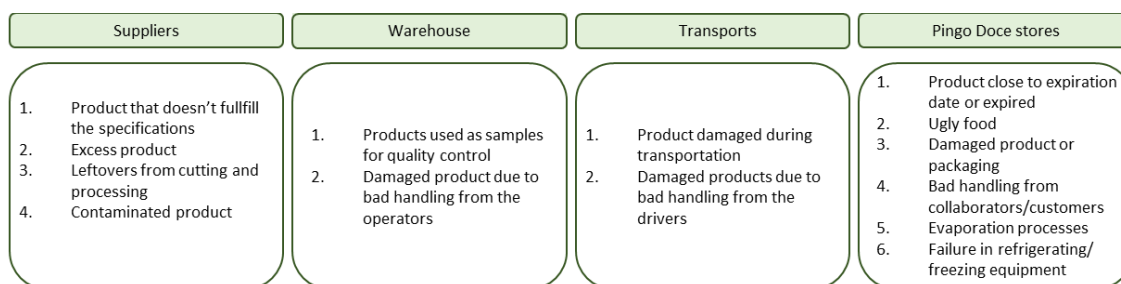 Suppliers
1. Product that doesn't fullfill
the specifications
2. Excess product
3. Leftovers from cutting and
processing
4. Contaminated product
Warehouse
1. Products used as samples
for quality control
2. Damaged product due to
bad handling from the
operators
Transports
1. Product damaged during
transportation
2. Damaged products due to
bad handling from the
drivers
Pingo Doce stores
1. Product close to expiration
date or expired
2. Ugly food
3. Damaged product or
packaging
4. Bad handling from
collaborators/customers
5. Evaporation processes
6. Failure in refrigerating/
freezing equipment